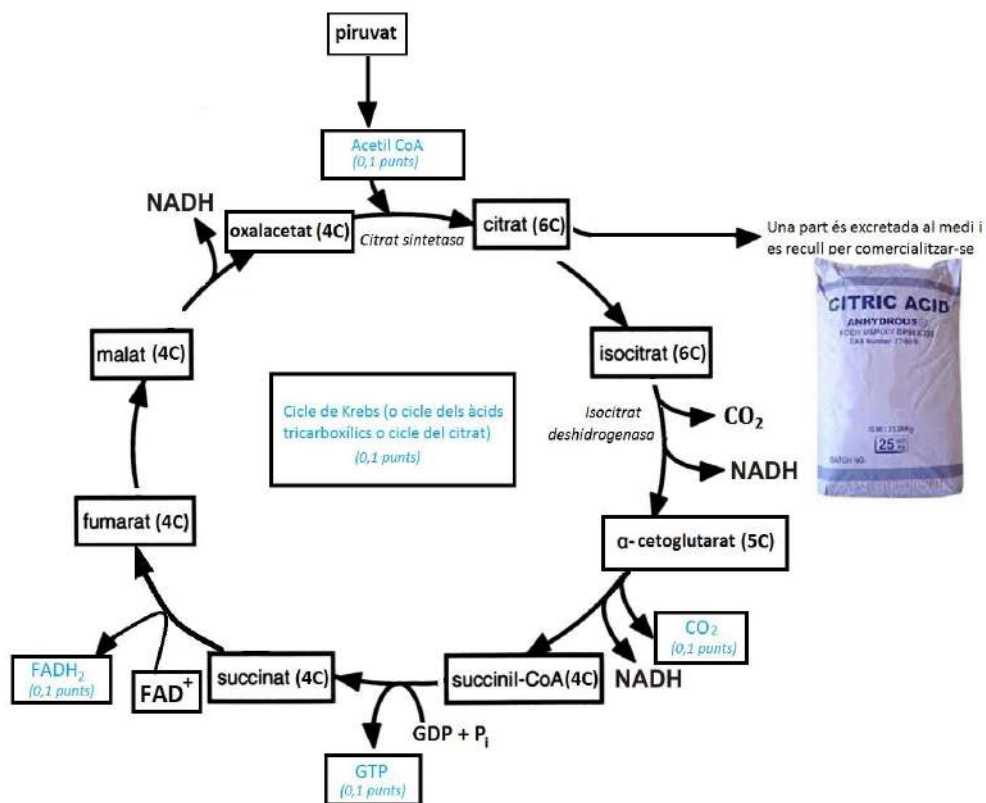 piruvat
Acetil CoA
(0,1 punts)
NADH
oxalacetat (4C)
Citrat sintetasa
citrat (6C)
Una part és excretada al medi i
es recull per comercialitzar-se
CITRIC ACID
ANHYDROUS
malat (4C)
isocitrat (6C)
Cicle de Krebs (o cicle dels àcids
tricarboxílics o cicle del citrat)
(0,1 punts)
Isocitrat
deshidrogenasa
CO₂
NADH
25
BATCH NO.
fumarat (4C)
α- cetoglutarat (5C)
CO₂
(0,1 punts)
FADH₂
(0,1 punts)
FAD⁺
succinat (4C)
succinil-CoA(4C)
NADH
GDP + Pᵢ
GTP
(0,1 punts)